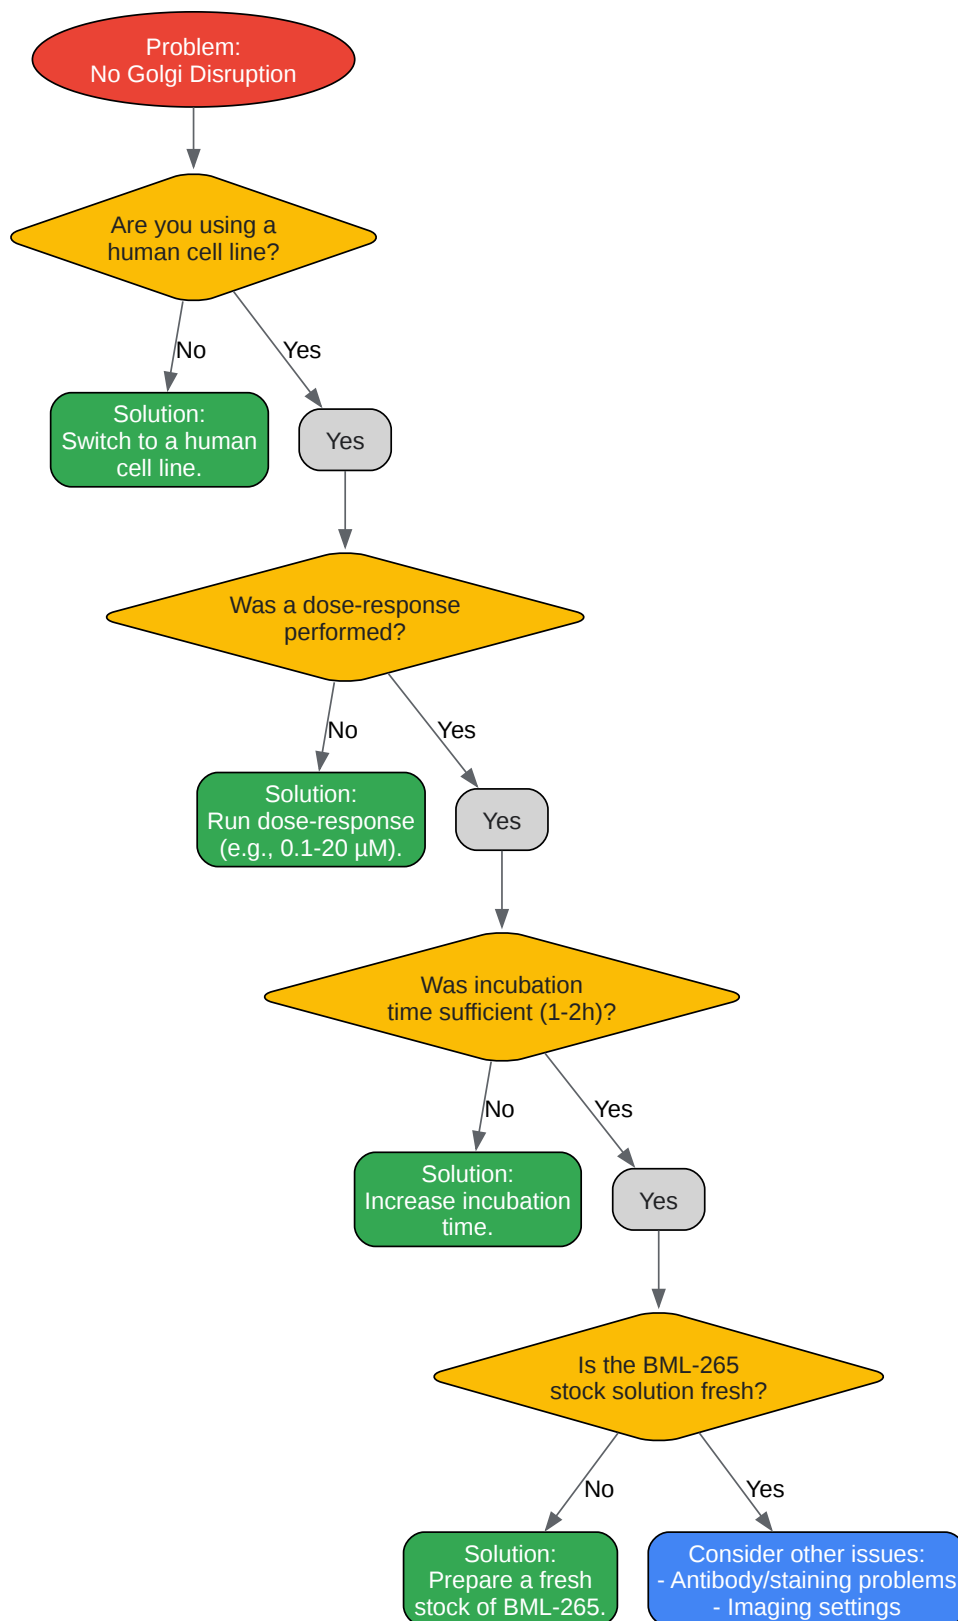 Problem:
No Golgi Disruption
Are you using a
human cell line?
No
Yes
Solution:
Switch to a human
cell line.
Yes
Was a dose-response
performed?
No
Yes
Solution:
Run dose-response
(e.g., 0.1-20 µM).
Yes
Was incubation
time sufficient (1-2h)?
No
Yes
Solution:
Increase incubation
time.
Yes
Is the BML-265
stock solution fresh?
No
Yes
Solution:
Prepare a fresh
stock of BML-265.
Consider other issues:
- Antibody/staining problems
- Imaging settings